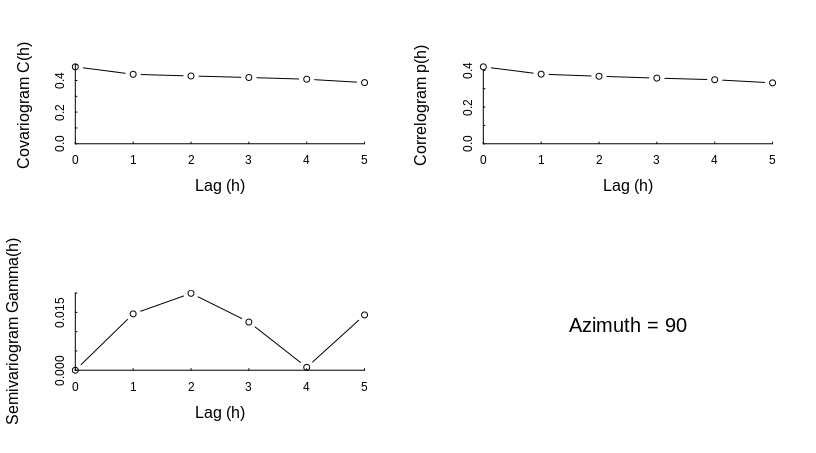 Covariogram C(h)
0.4
0.2
0.0
0 1 2 3 4 5
Lag (h)
Correlogram p(h)
0.4
0.2
0.0
0 1 2 3 4 5
Lag (h)
Semivariogram Gamma(h)
0.015
0.000
0 1 2 3 4 5
Lag (h)
Azimuth = 90